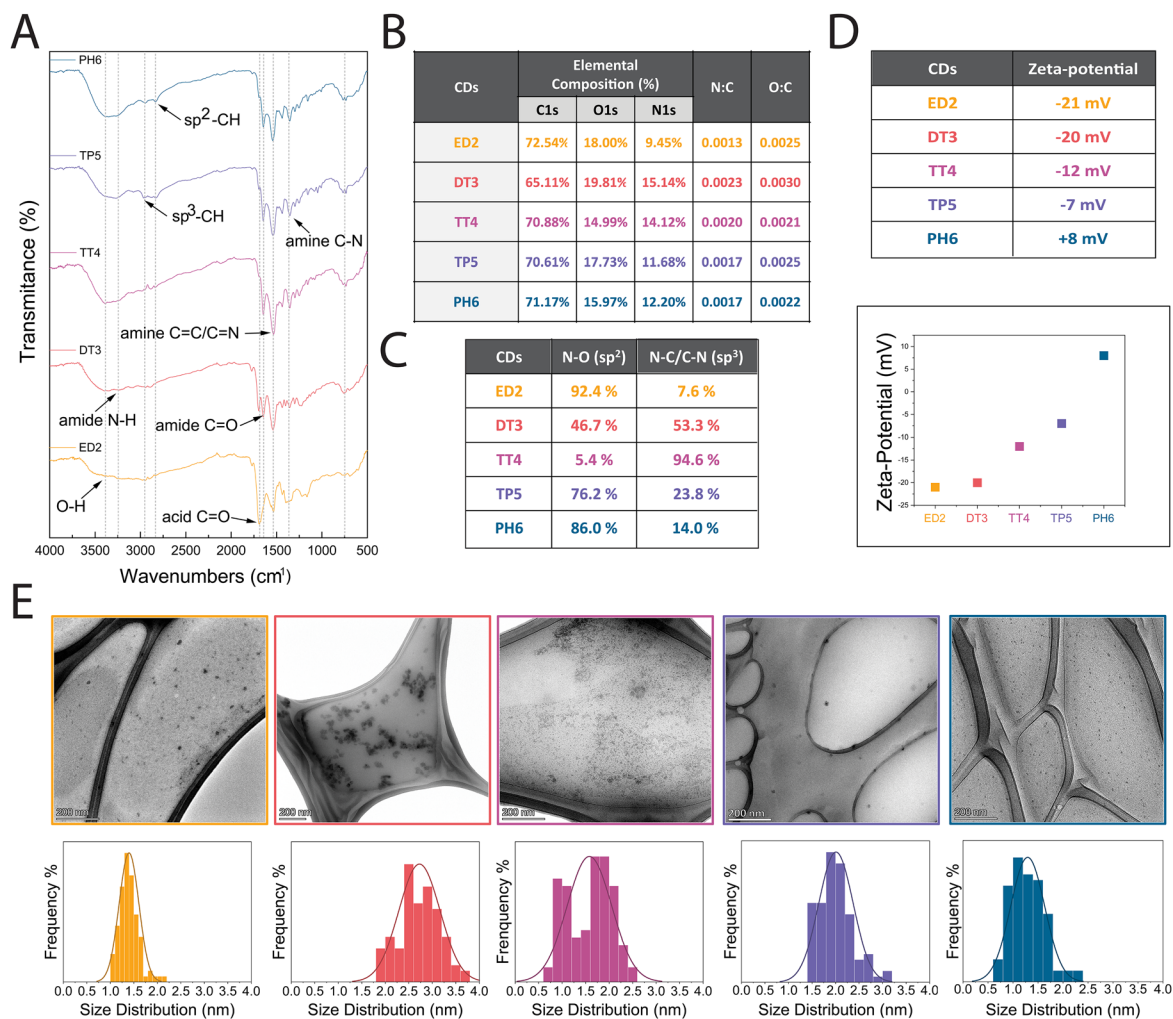 A
PH6
sp2-CH
TP5
sp3-CH
amine C-N
TT4
amine C=C/C=N
DT3
amide N-H
amide C=O
ED2
O-H
acid C=O
Transmitance (%)
4000 3500 3000 2500 2000 1500 1000 500
Wavenumbers (cm1)
B
CDs Elemental Composition (%) N:C O:C
C1s O1s N1s
ED2 72.54% 18.00% 9.45% 0.0013 0.0025
DT3 65.11% 19.81% 15.14% 0.0023 0.0030
TT4 70.88% 14.99% 14.12% 0.0020 0.0021
TP5 70.61% 17.73% 11.68% 0.0017 0.0025
PH6 71.17% 15.97% 12.20% 0.0017 0.0022
C
CDs N-O (sp2) N-C/C-N (sp3)
ED2 92.4 % 7.6 %
DT3 46.7 % 53.3 %
TT4 5.4 % 94.6 %
TP5 76.2 % 23.8 %
PH6 86.0 % 14.0 %
D
CDs Zeta-potential
ED2 -21 mV
DT3 -20 mV
TT4 -12 mV
TP5 -7 mV
PH6 +8 mV
Zeta-Potential (mV)
10
5
0
-5
-10
-15
-20
-25
ED2 DT3 TT4 TP5 PH6
E
200 nm
200 nm
200 nm
200 nm
200 nm
Frequency %
0.0 0.5 1.0 1.5 2.0 2.5 3.0 3.5 4.0
Size Distribution (nm)
Frequency %
0.0 0.5 1.0 1.5 2.0 2.5 3.0 3.5 4.0
Size Distribution (nm)
Frenquency %
0.0 0.5 1.0 1.5 2.0 2.5 3.0 3.5 4.0
Size Distribution (nm)
Frequency %
0.0 0.5 1.0 1.5 2.0 2.5 3.0 3.5 4.0
Size Distribution (nm)
Frequency %
0.0 0.5 1.0 1.5 2.0 2.5 3.0 3.5 4.0
Size Distribution (nm)